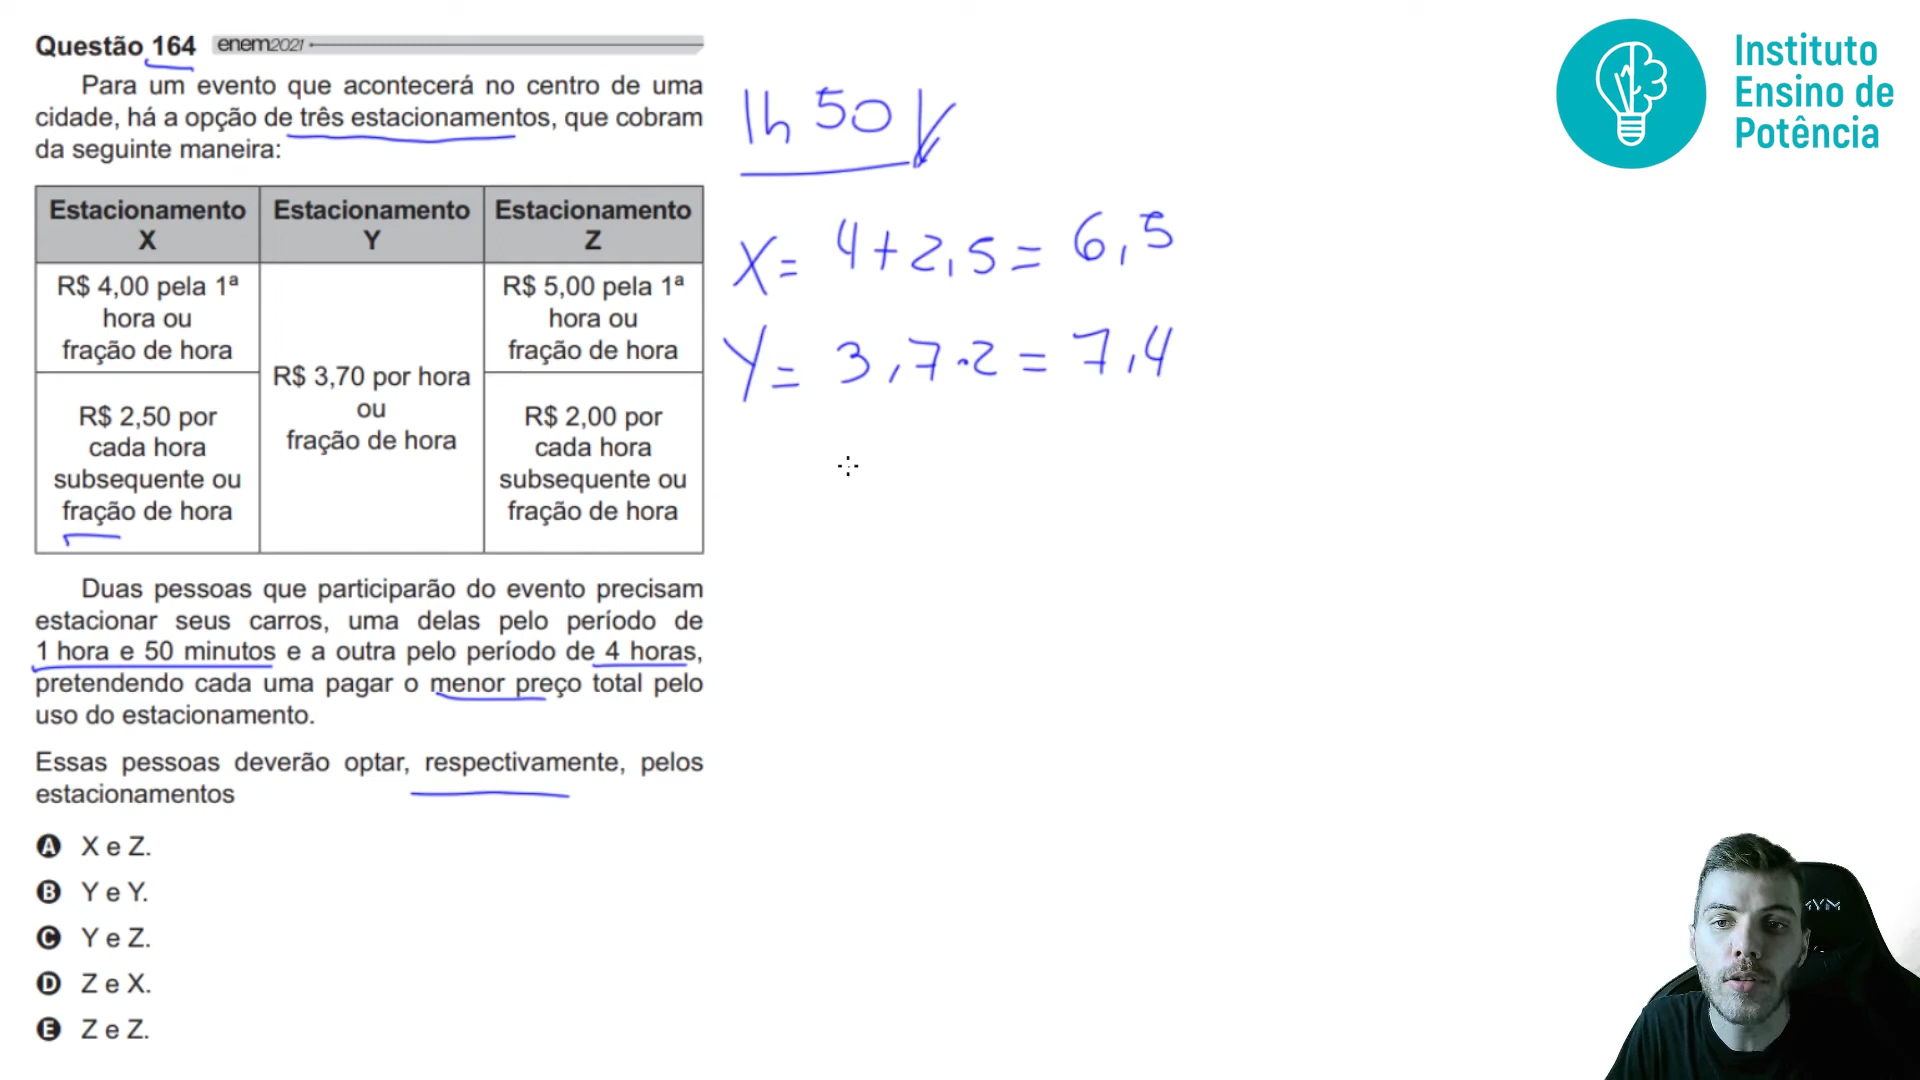 Questão 164 enem2021
Para um evento que acontecerá no centro de uma
cidade, há a opção de três estacionamentos, que cobram
da seguinte maneira:
Estacionamento X
Estacionamento Y
Estacionamento Z
R$ 4,00 pela 1ª
hora ou
fração de hora
R$ 3,70 por hora
ou
fração de hora
R$ 5,00 pela 1ª
hora ou
fração de hora
R$ 2,50 por
cada hora
subsequente ou
fração de hora
R$ 2,00 por
cada hora
subsequente ou
fração de hora
Duas pessoas que participarão do evento precisam
estacionar seus carros, uma delas pelo período de
1 hora e 50 minutos e a outra pelo período de 4 horas,
pretendendo cada uma pagar o menor preço total pelo
uso do estacionamento.
Essas pessoas deverão optar, respectivamente, pelos
estacionamentos
A X e Z.
B Y e Y.
C Y e Z.
D Z e X.
E Z e Z.
1h 50
X = 4 + 2,5 = 6,5
Y = 3,7 · 2 = 7,4
Instituto
Ensino de
Potência